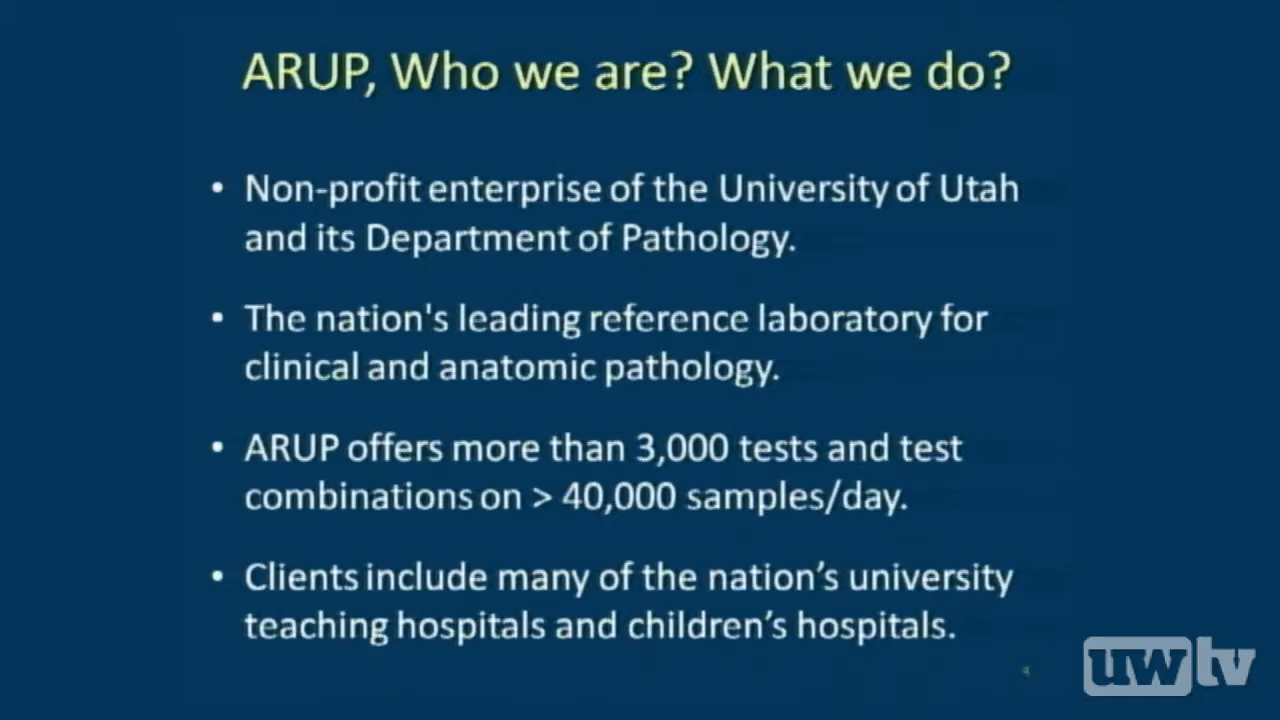 ARUP, Who we are? What we do?
• Non-profit enterprise of the University of Utah
and its Department of Pathology.
• The nation's leading reference laboratory for
clinical and anatomic pathology.
• ARUP offers more than 3,000 tests and test
combinations on > 40,000 samples/day.
• Clients include many of the nation’s university
teaching hospitals and children’s hospitals.
4
uwtv